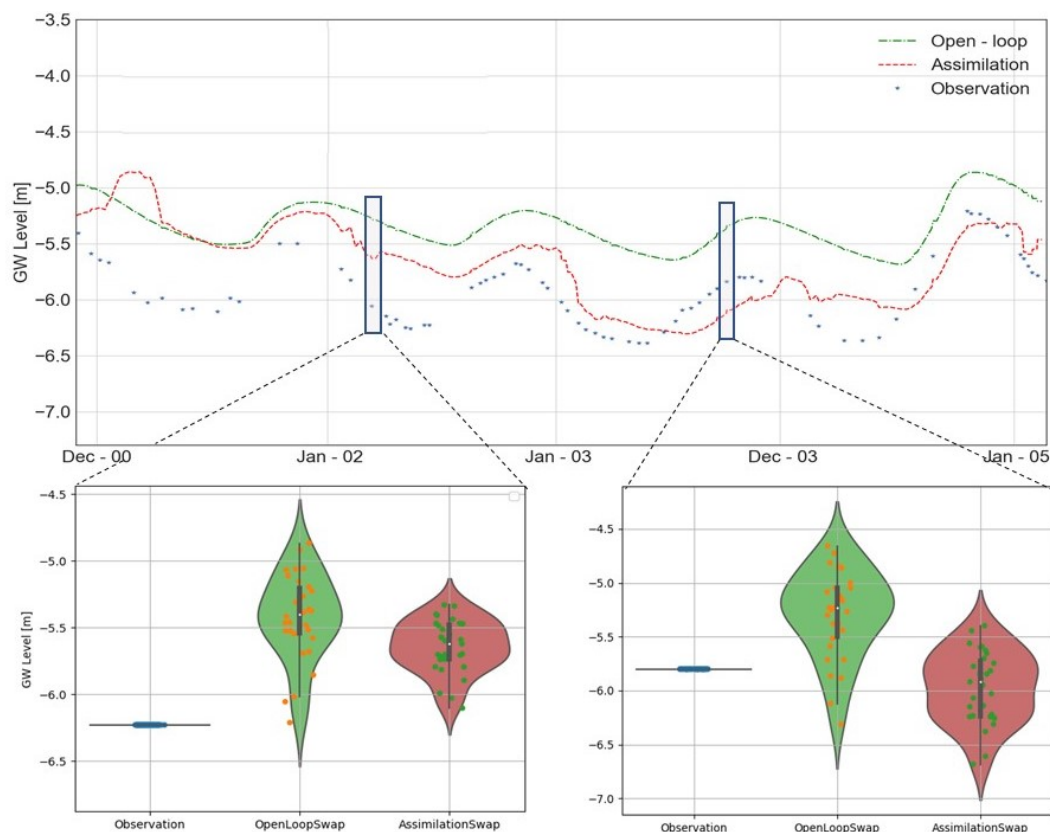 −3.5
−4.0
−4.5
−5.0
−5.5
−6.0
−6.5
−7.0
GW Level [m]
Open - loop
Assimilation
Observation
Dec - 00
Jan - 02
Jan - 03
Dec - 03
Jan - 05
−4.5
−5.0
−5.5
−6.0
−6.5
GW Level [m]
Observation
OpenLoopSwap
AssimilationSwap
−4.5
−5.0
−5.5
−6.0
−6.5
−7.0
Observation
OpenLoopSwap
AssimilationSwap